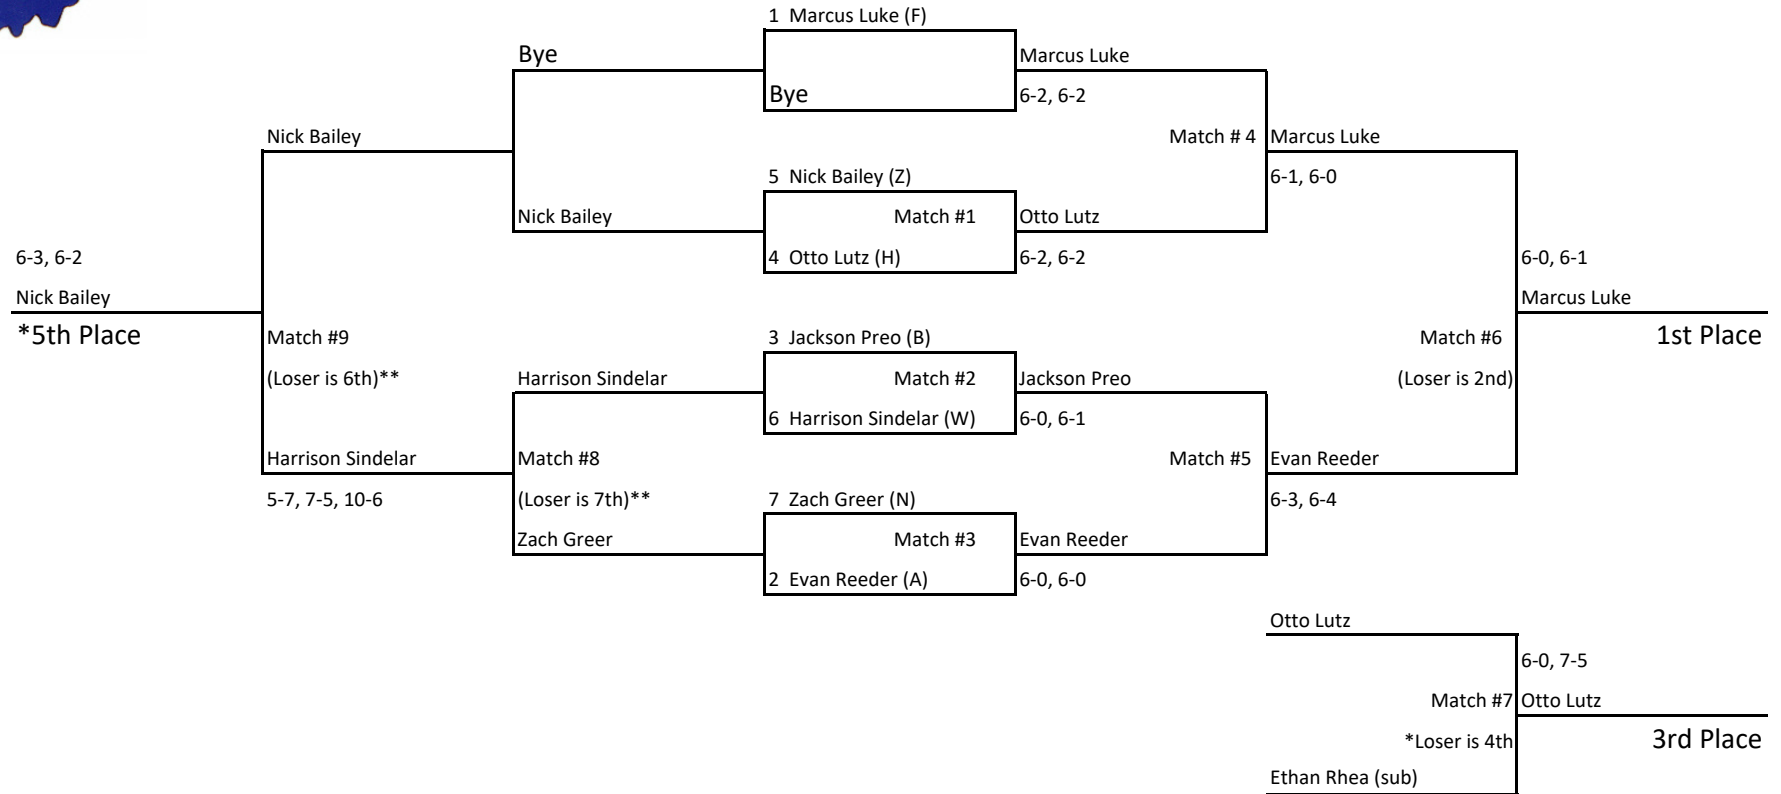 1 Marcus Luke (F)
Bye
Marcus Luke
Bye
6-2, 6-2
Nick Bailey
Match # 4
Marcus Luke
5 Nick Bailey (Z)
6-1, 6-0
Nick Bailey
Match #1
Otto Lutz
6-3, 6-2
4 Otto Lutz (H)
6-2, 6-2
6-0, 6-1
Nick Bailey
Marcus Luke
*5th Place
Match #9
3 Jackson Preo (B)
Match #6
1st Place
(Loser is 6th)**
Harrison Sindelar
Match #2
Jackson Preo
(Loser is 2nd)
6 Harrison Sindelar (W)
6-0, 6-1
Harrison Sindelar
Match #8
Match #5
Evan Reeder
5-7, 7-5, 10-6
(Loser is 7th)**
7 Zach Greer (N)
6-3, 6-4
Zach Greer
Match #3
Evan Reeder
2 Evan Reeder (A)
6-0, 6-0
Otto Lutz
6-0, 7-5
Match #7
Otto Lutz
*Loser is 4th
3rd Place
Ethan Rhea (sub)